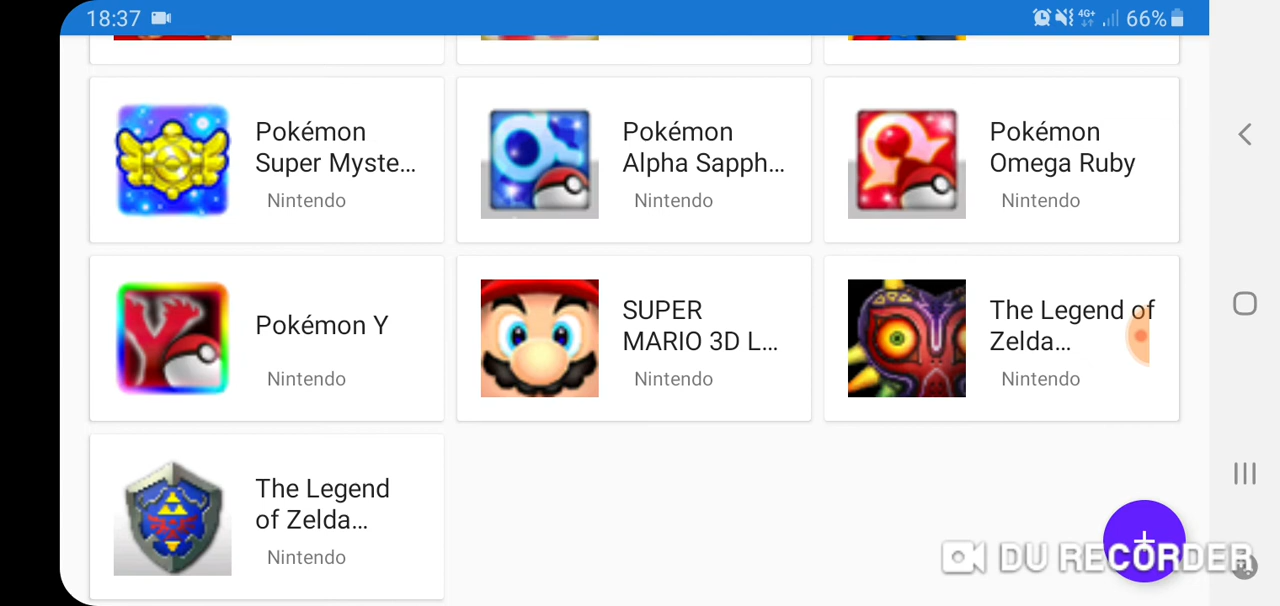 18:37 4G+ 66%
Pokémon
Super Myste...
Nintendo
Pokémon
Alpha Sapph...
Nintendo
Pokémon
Omega Ruby
Nintendo
Y
Pokémon Y
Nintendo
SUPER
MARIO 3D L...
Nintendo
The Legend of
Zelda...
Nintendo
The Legend
of Zelda...
Nintendo
+
DU RECORDER